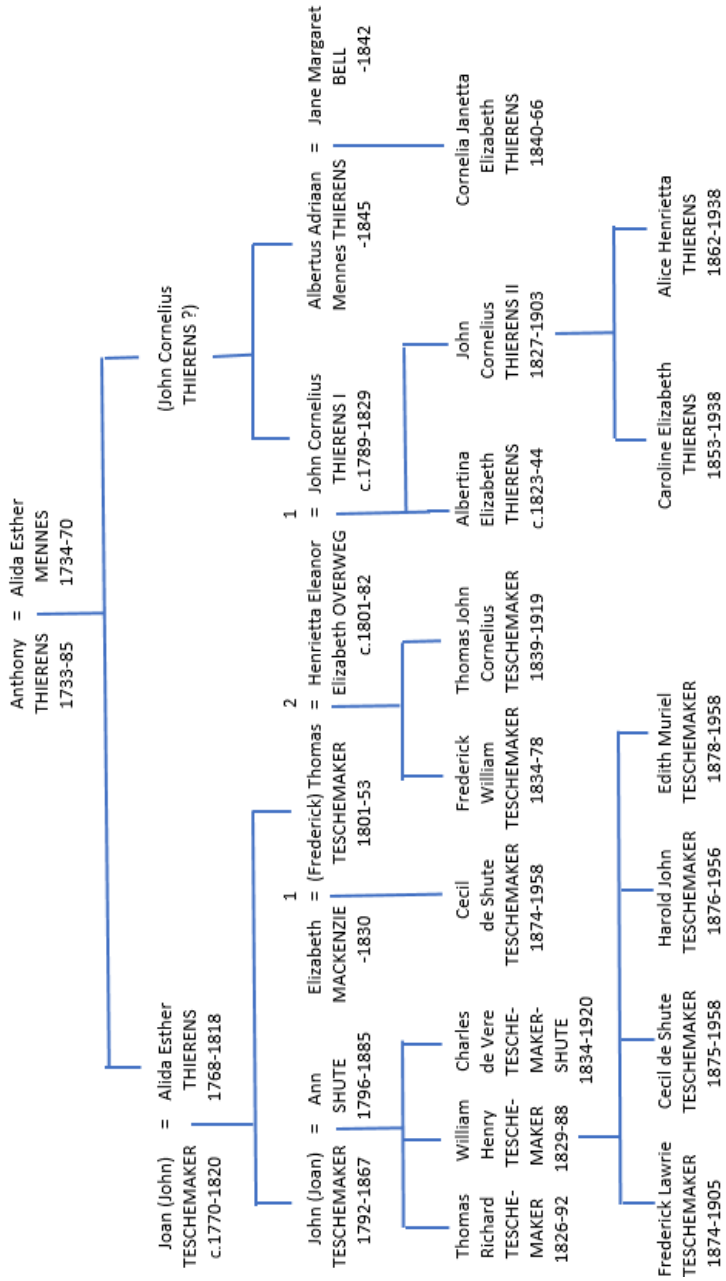 Anthony = Alida Esther
THIERENS MENNES
1733-85 1734-70
Joan (John) = Alida Esther
TESCHEMAKER THIERENS
c.1770-1820 1768-1818
(John Cornelius
THIERENS ?)
1 2 1
John (Joan) = Ann
TESCHEMAKER SHUTE
1792-1867 1796-1885
Elizabeth = (Frederick) Thomas = Henrietta Eleanor = John Cornelius
MACKENZIE TESCHEMAKER Elizabeth OVERWEG THIERENS I
-1830 1801-53 c.1801-82 c.1789-1829
Albertus Adriaan = Jane Margaret
Mennes THIERENS BELL
-1845 -1842
Thomas
Richard
TESCHE-
MAKER
1826-92
William
Henry
TESCHE-
MAKER
1829-88
Charles
de Vere
TESCHE-
MAKER-
SHUTE
1834-1920
Cecil
de Shute
TESCHEMAKER
1874-1958
Frederick
William
TESCHEMAKER
1834-78
Thomas John
Cornelius
TESCHEMAKER
1839-1919
Albertina
Elizabeth
THIERENS
c.1823-44
John
Cornelius
THIERENS II
1827-1903
Cornelia Janetta
Elizabeth
THIERENS
1840-66
Frederick Lawrie
TESCHEMAKER
1874-1905
Cecil de Shute
TESCHEMAKER
1875-1958
Harold John
TESCHEMAKER
1876-1956
Edith Muriel
TESCHEMAKER
1878-1958
Caroline Elizabeth
THIERENS
1853-1938
Alice Henrietta
THIERENS
1862-1938